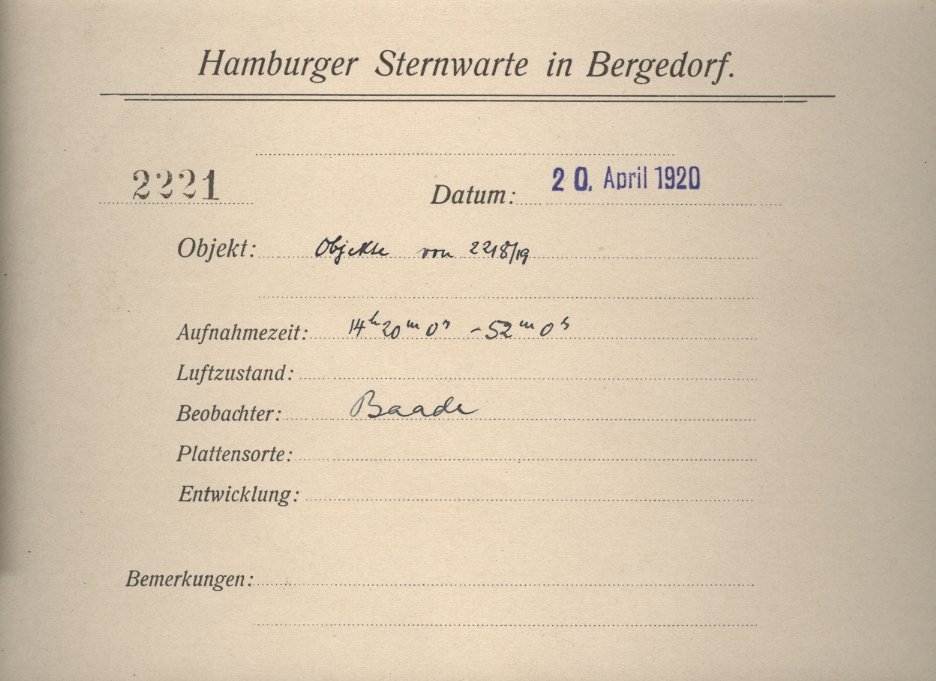 Hamburger Sternwarte in Bergedorf.
2221 Datum: 20. April 1920
Objekt: Objekte von 2218/19
Aufnahmezeit: 14h 20m 0s - 52m 0s
Luftzustand:
Beobachter: Baade
Plattensorte:
Entwicklung:
Bemerkungen: